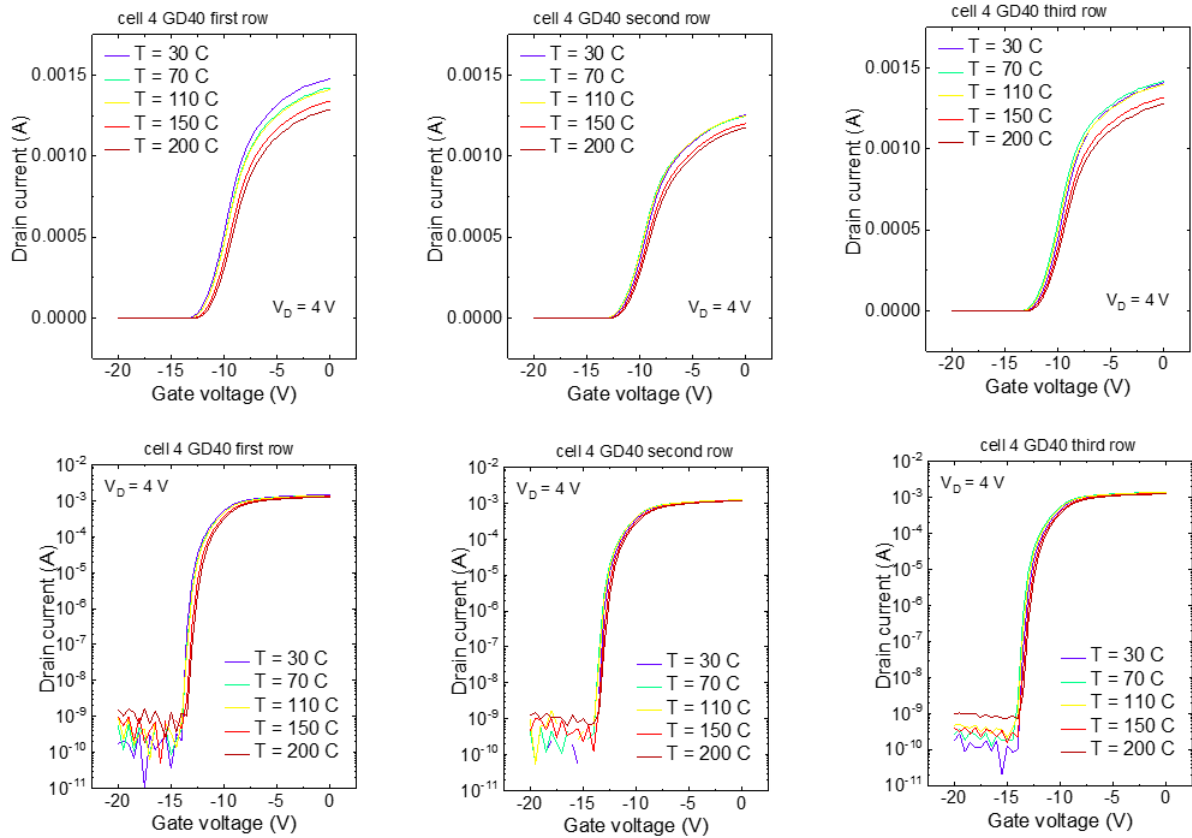 cell 4 GD40 first row
T = 30 C
T = 70 C
T = 110 C
T = 150 C
T = 200 C
0.0015
0.0010
0.0005
0.0000
Drain current (A)
V_D = 4 V
-20 -15 -10 -5 0
Gate voltage (V)
cell 4 GD40 second row
T = 30 C
T = 70 C
T = 110 C
T = 150 C
T = 200 C
0.0015
0.0010
0.0005
0.0000
Drain current (A)
V_D = 4 V
-20 -15 -10 -5 0
Gate voltage (V)
cell 4 GD40 third row
T = 30 C
T = 70 C
T = 110 C
T = 150 C
T = 200 C
0.0015
0.0010
0.0005
0.0000
Drain current (A)
V_D = 4 V
-20 -15 -10 -5 0
Gate voltage (V)
cell 4 GD40 first row
10^-2
10^-3
10^-4
10^-5
10^-6
10^-7
10^-8
10^-9
10^-10
10^-11
Drain current (A)
V_D = 4 V
T = 30 C
T = 70 C
T = 110 C
T = 150 C
T = 200 C
-20 -15 -10 -5 0
Gate voltage (V)
cell 4 GD40 second row
10^-2
10^-3
10^-4
10^-5
10^-6
10^-7
10^-8
10^-9
10^-10
10^-11
Drain current (A)
V_D = 4 V
T = 30 C
T = 70 C
T = 110 C
T = 150 C
T = 200 C
-20 -15 -10 -5 0
Gate voltage (V)
cell 4 GD40 third row
10^-2
10^-3
10^-4
10^-5
10^-6
10^-7
10^-8
10^-9
10^-10
10^-11
Drain current (A)
V_D = 4 V
T = 30 C
T = 70 C
T = 110 C
T = 150 C
T = 200 C
-20 -15 -10 -5 0
Gate voltage (V)